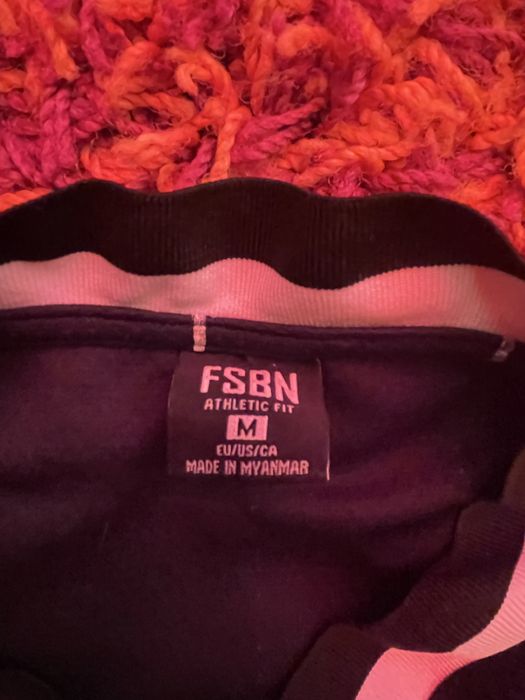 FSBN
ATHLETIC FIT
M
EU/US/CA
MADE IN MYANMAR